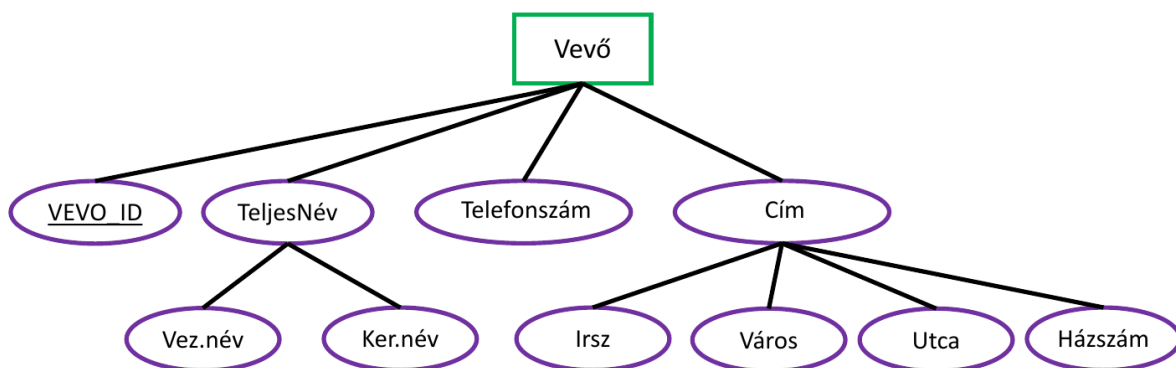 Vevő
VEVO_ID
TeljesNév
Telefonszám
Cím
Vez.név
Ker.név
Irsz
Város
Utca
Házszám